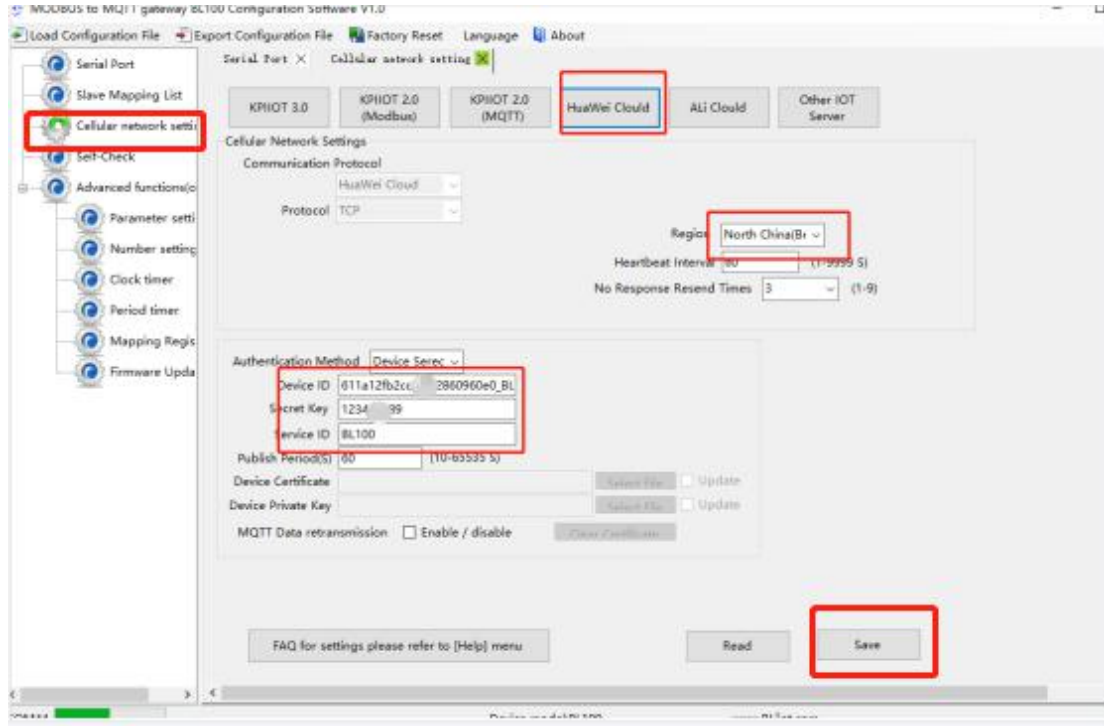 MODBUS to MQTT gateway BL100 Configuration Software V1.0
Load Configuration File Export Configuration File Factory Reset Language About
Serial Port
Slave Mapping List
Cellular network setti
Self-Check
Advanced functions(o
Parameter setti
Number setting
Clock timer
Period timer
Mapping Regis
Firmware Upda
Serial Port Cellular network setting
KPIIOT 3.0
KPIIOT 2.0
(Modbus)
KPIIOT 2.0
(MQTT)
HuaWei Clould
ALi Clould
Other IOT
Server
Cellular Network Settings
Communication Protocol
HuaWei Cloud
Protocol TCP
Region North China(Be
Heartbeat Interval 60 (1-9999 S)
No Response Resend Times 3 (1-9)
Authentication Method Device Serec
Device ID 611a12fb2cc 2860960e0_BL
Secret Key 1234 99
Service ID BL100
Publish Period(S) 60 (10-65535 S)
Device Certificate Select File Update
Device Private Key Select File Update
MQTT Data retransmission Enable / disable Clear Certificate
FAQ for settings please refer to [Help] menu Read Save
Device model:BL100